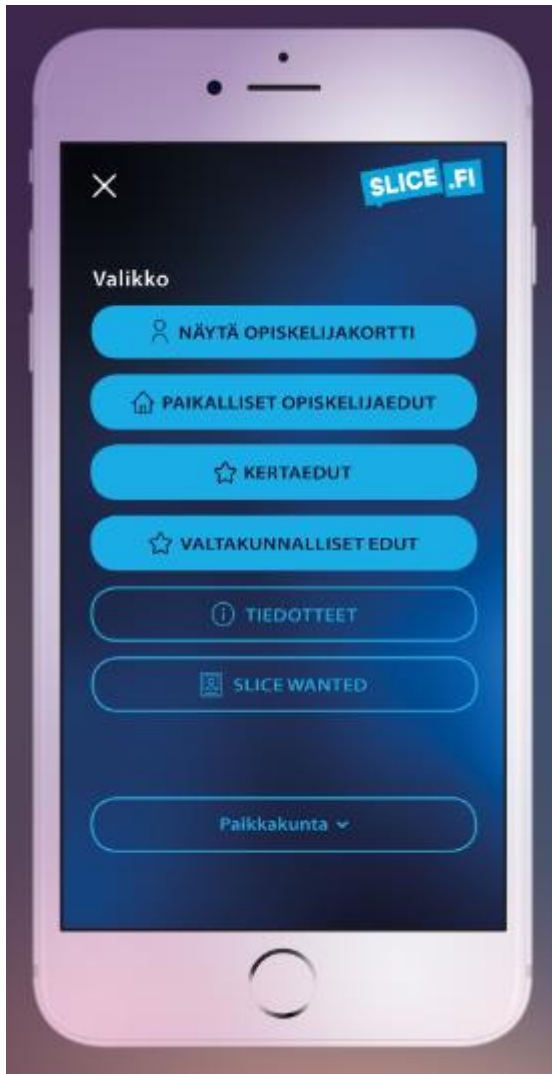 SLICE .FI
Valikko
NÄYTÄ OPISKELIJAKORTTI
PAIKALLISET OPISKELIJAEDUT
KERTAEDUT
VALTAKUNNALLISET EDUT
TIEDOTTEET
SLICE WANTED
Paikkakunta